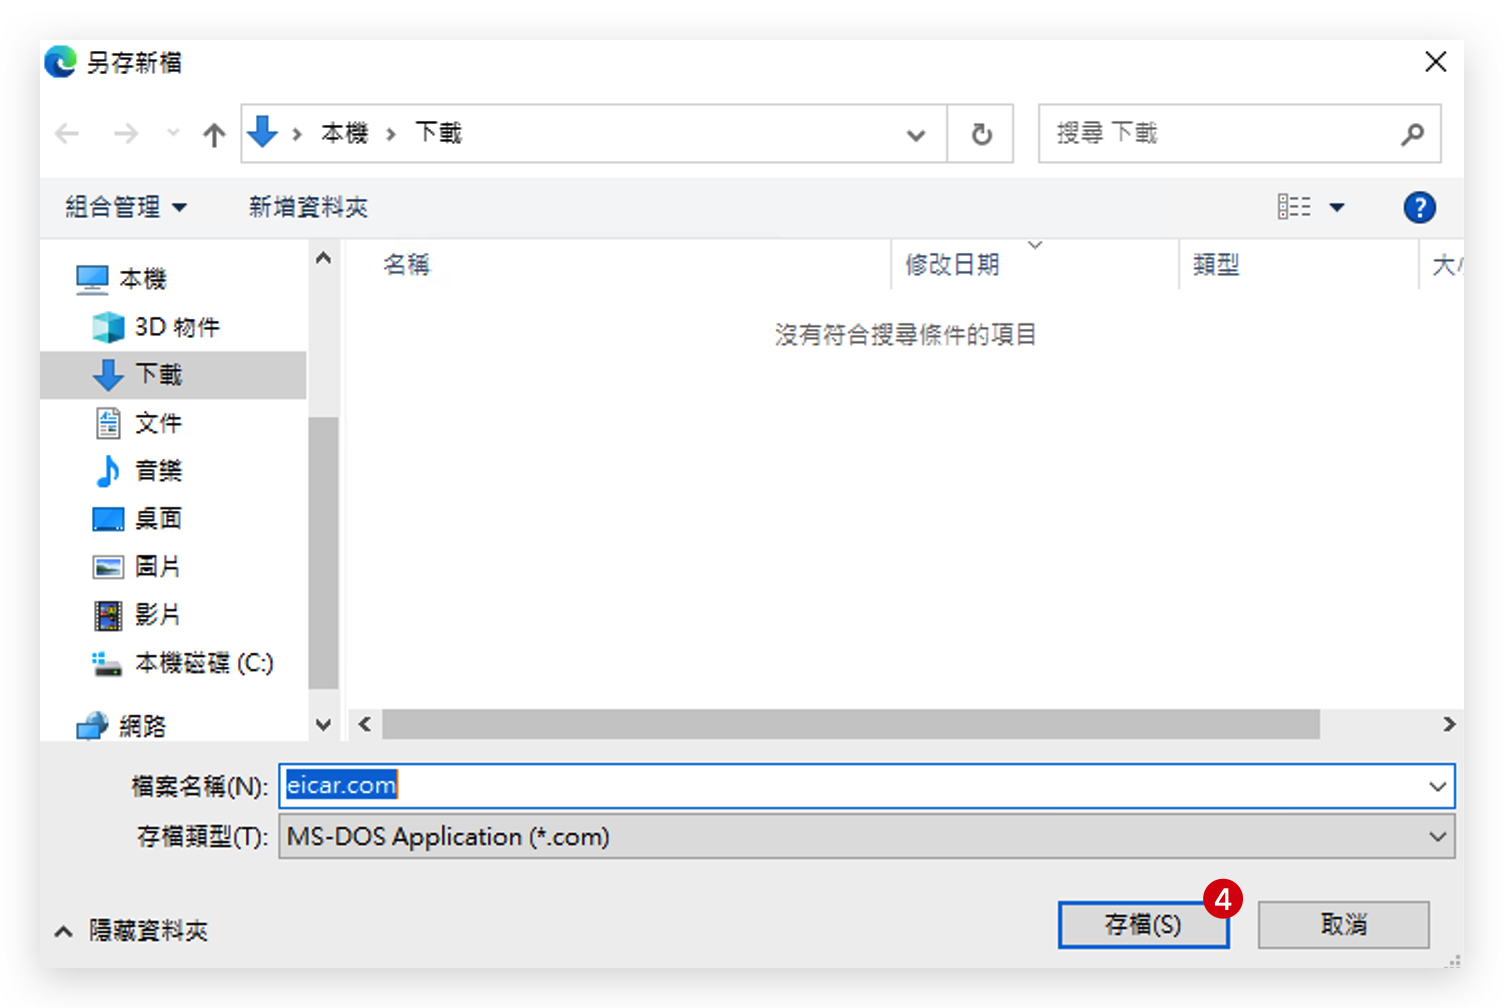 另存新檔
本機 下載
搜尋 下載
組合管理 新增資料夾
?
名稱 修改日期 類型
沒有符合搜尋條件的項目
本機
3D 物件
下載
文件
音樂
桌面
圖片
影片
本機磁碟 (C:)
網路
檔案名稱(N): eicar.com
存檔類型(T): MS-DOS Application (*.com)
隱藏資料夾
4
存檔(S) 取消